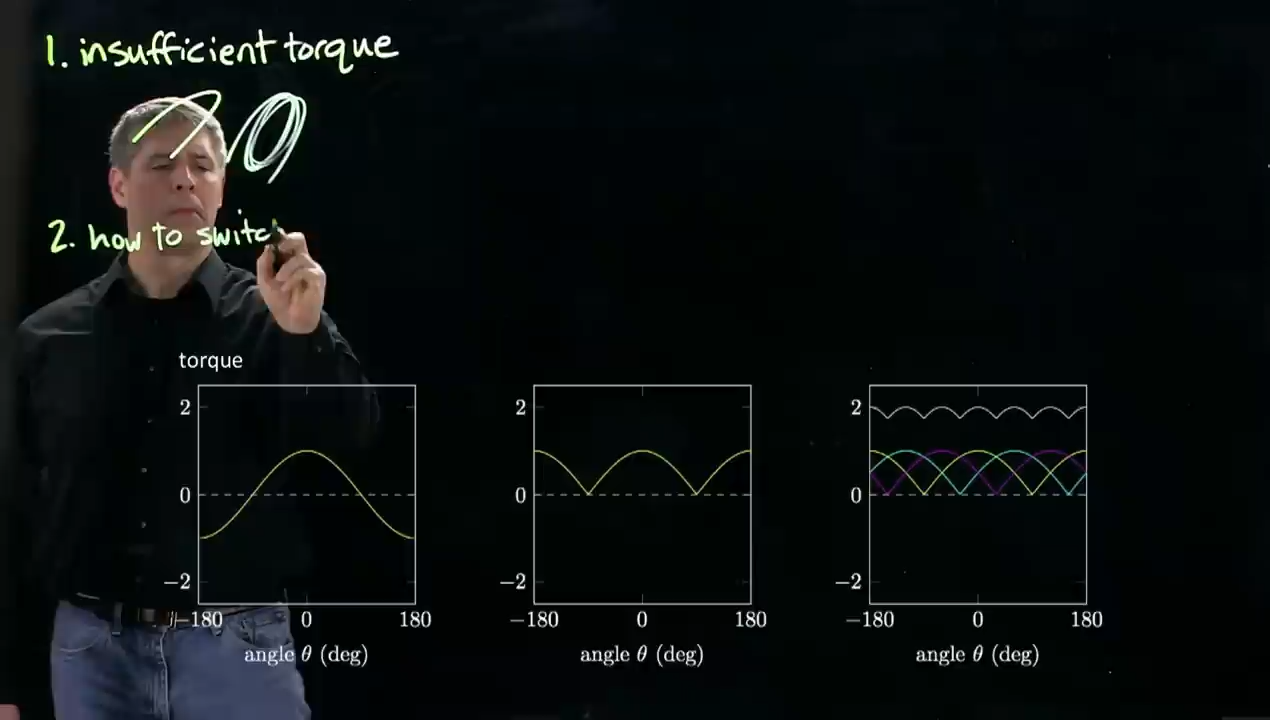 1. insufficient torque
2. how to switc
torque
2 2 2
0 0 0
−2 −2 −2
−180 0 180 −180 0 180 −180 0 180
angle θ (deg) angle θ (deg) angle θ (deg)